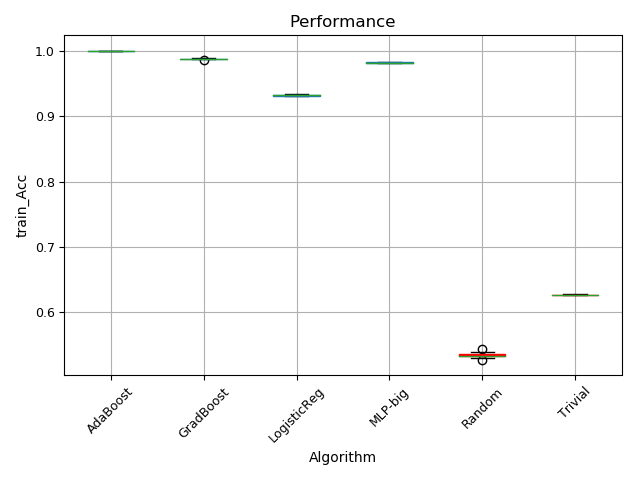 Performance
train_Acc
1.0
0.9
0.8
0.7
0.6
AdaBoost
GradBoost
LogisticReg
MLP-big
Random
Trivial
Algorithm